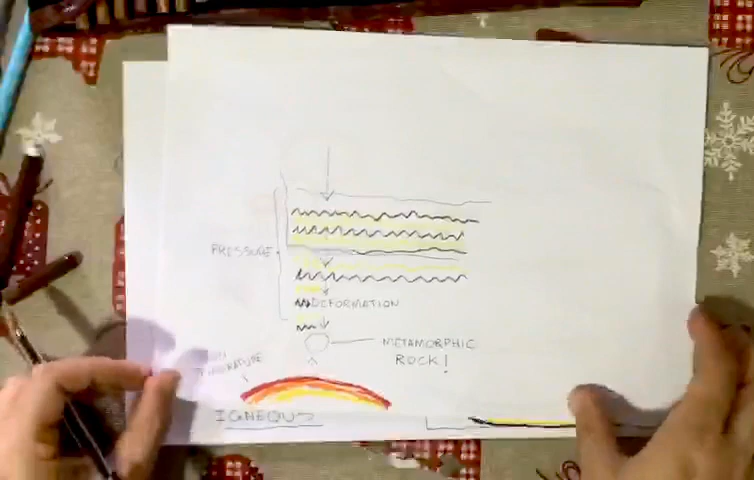 PRESSURE
DEFORMATION
METAMORPHIC
ROCK!
IGNEOUS